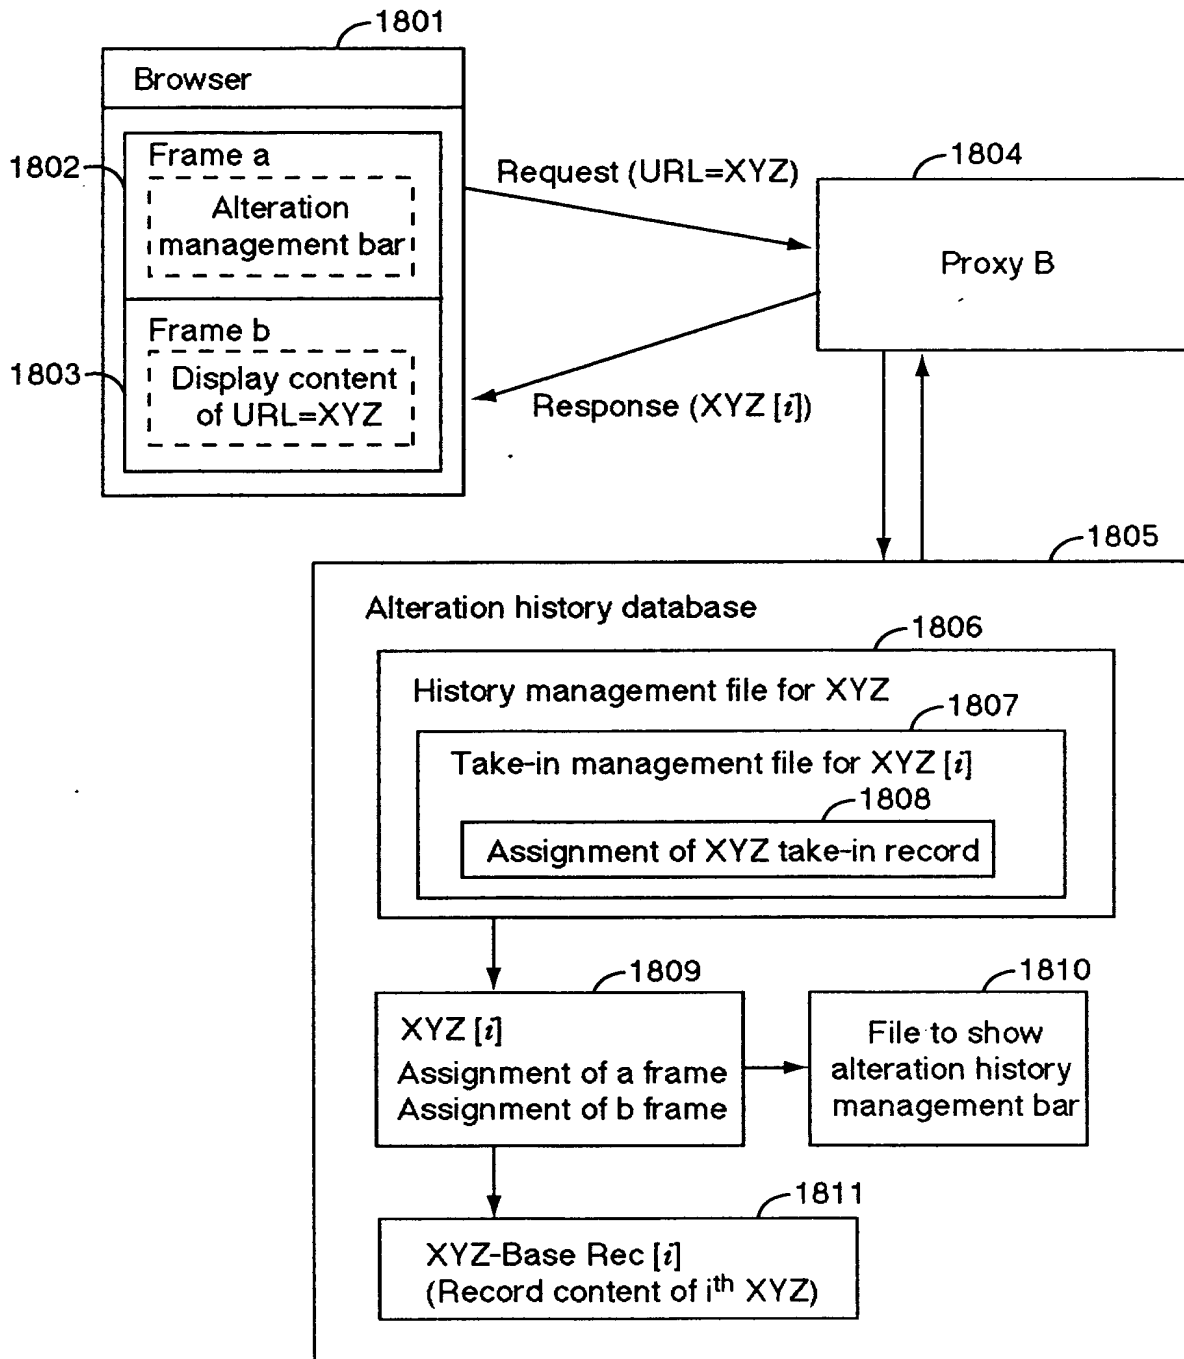 1801
Browser
1802
Frame a
Alteration
management bar
Request (URL=XYZ)
1804
Proxy B
1803
Frame b
Display content
of URL=XYZ
Response (XYZ [i])
1805
Alteration history database
1806
History management file for XYZ
1807
Take-in management file for XYZ [i]
1808
Assignment of XYZ take-in record
1809
XYZ [i]
Assignment of a frame
Assignment of b frame
1810
File to show
alteration history
management bar
1811
XYZ-Base Rec [i]
(Record content of ith XYZ)